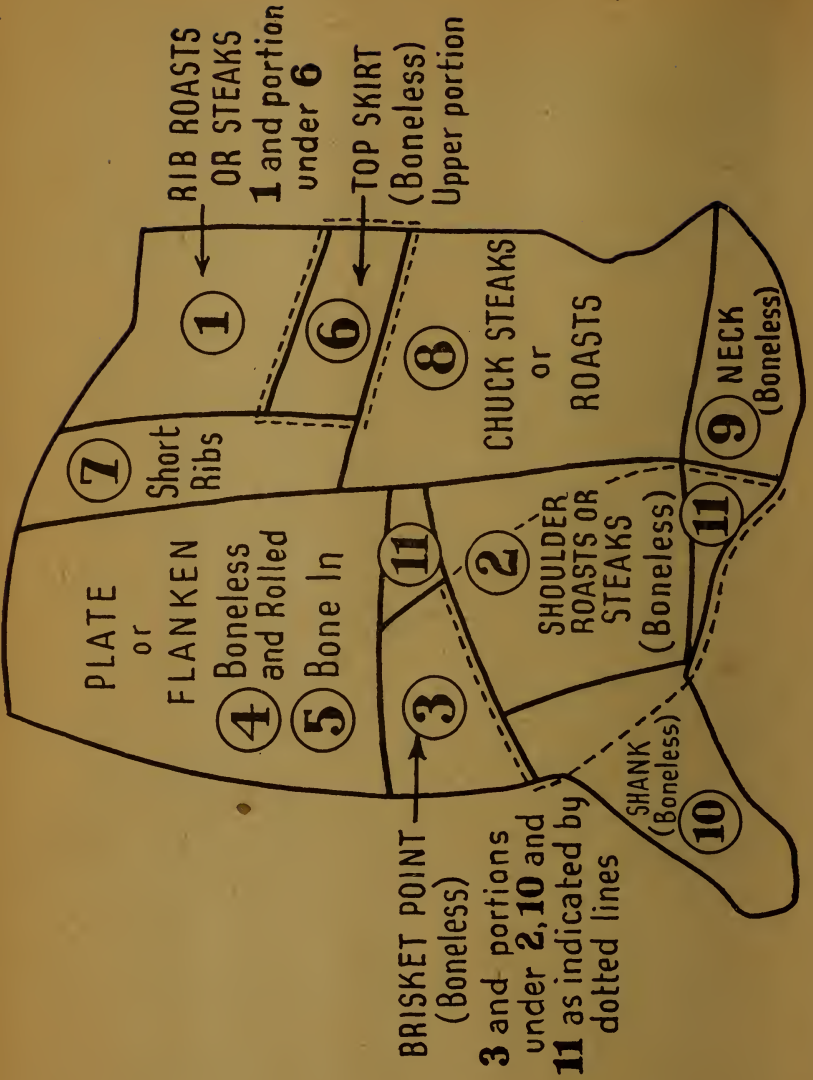 PLATE
or
FLANKEN
4 Boneless
and Rolled
5 Bone In
7
Short
Ribs
RIB ROASTS
OR STEAKS
1 and portion
under 6
1
TOP SKIRT
(Boneless)
Upper portion
6
BRISKET POINT
(Boneless)
3 and portions
under 2, 10 and
11 as indicated by
dotted lines
3
11
8
CHUCK STEAKS
or
ROASTS
2
SHOULDER
ROASTS OR
STEAKS
(Boneless)
SHANK
(Boneless)
10
11
9 NECK
(Boneless)